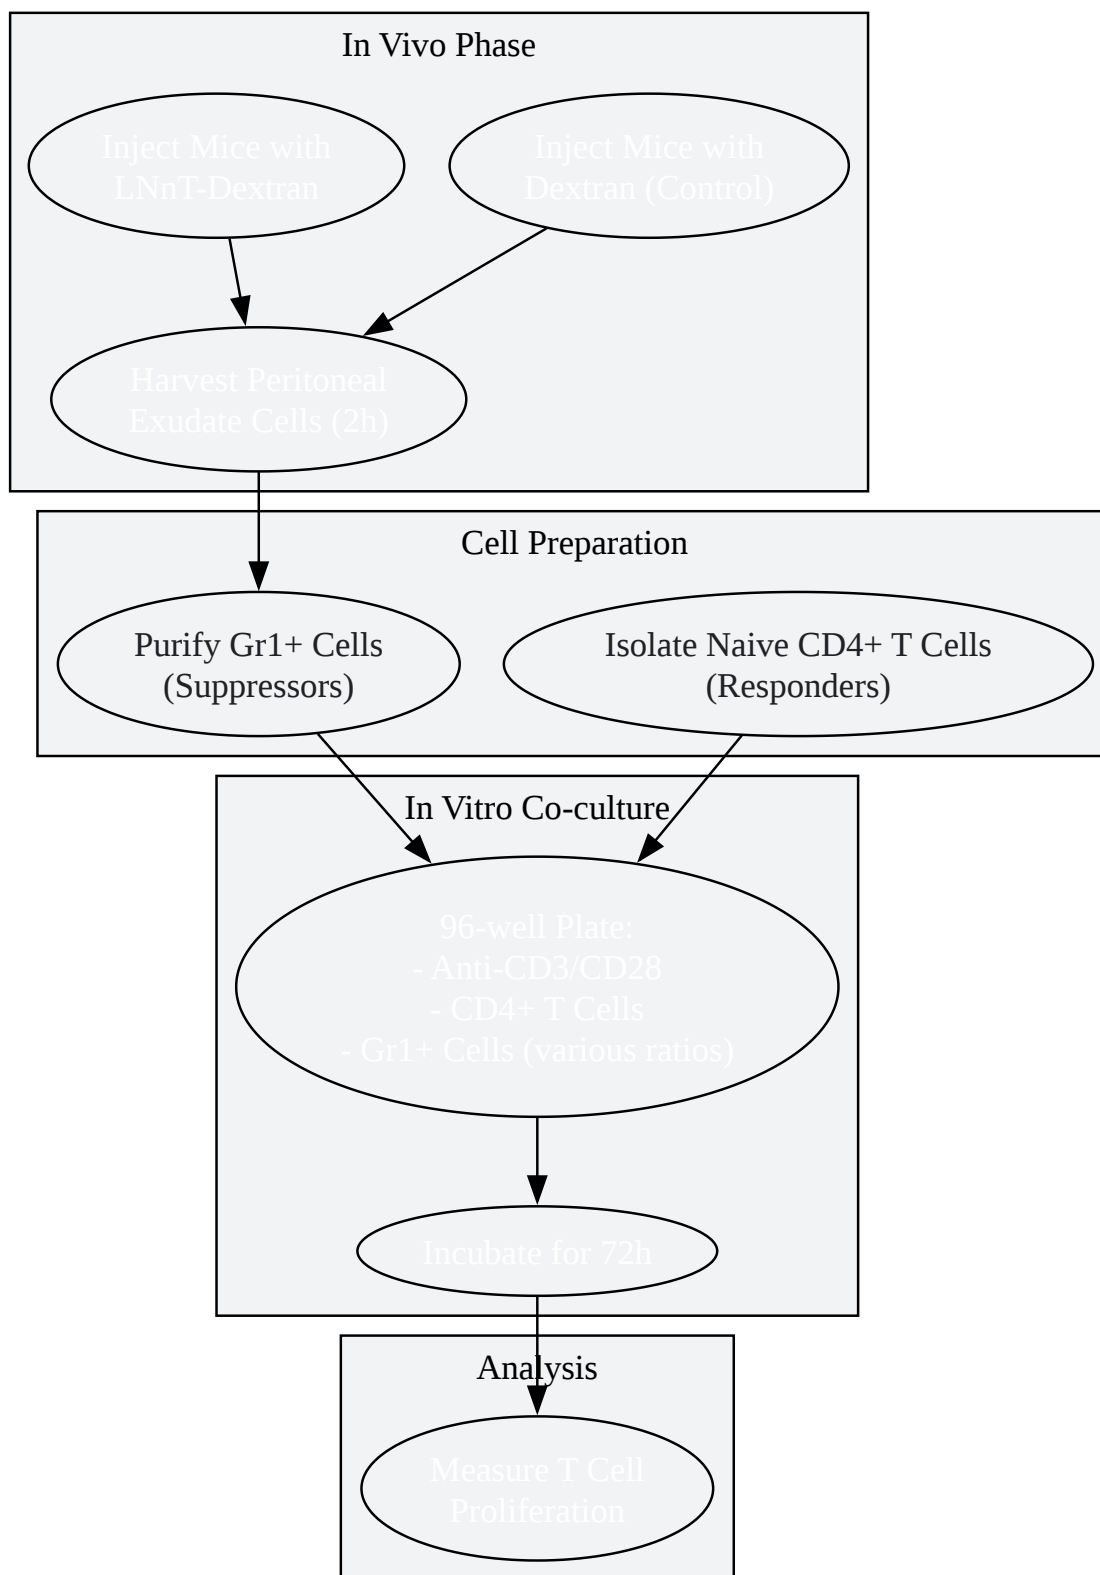 In Vivo Phase
Inject Mice with
LNnT-Dextran
Inject Mice with
Dextran (Control)
Harvest Peritoneal
Exudate Cells (2h)
Cell Preparation
Purify Gr1+ Cells
(Suppressors)
Isolate Naive CD4+ T Cells
(Responders)
In Vitro Co-culture
96-well Plate:
- Anti-CD3/CD28
- CD4+ T Cells
- Gr1+ Cells (various ratios)
Incubate for 72h
Analysis
Measure T Cell
Proliferation